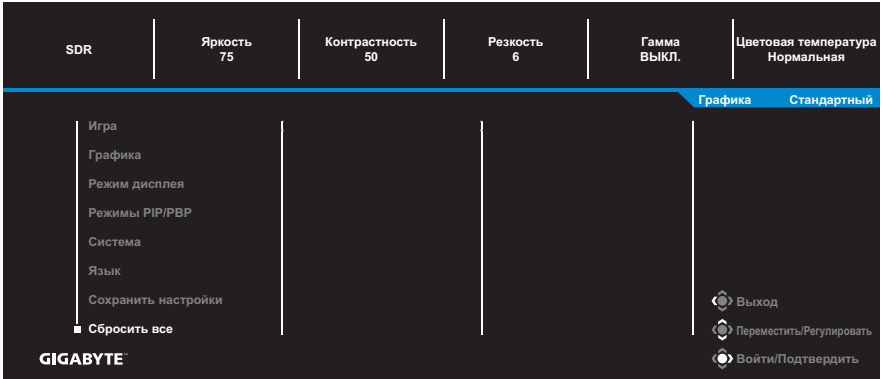 SDR
Яркость
75
Контрастность
50
Резкость
6
Гамма
ВЫКЛ.
Цветовая температура
Нормальная
Графика Стандартный
Игра
Графика
Режим дисплея
Режимы PIP/PBP
Система
Язык
Сохранить настройки
Сбросить все
Выход
Переместить/Регулировать
Войти/Подтвердить
GIGABYTE™